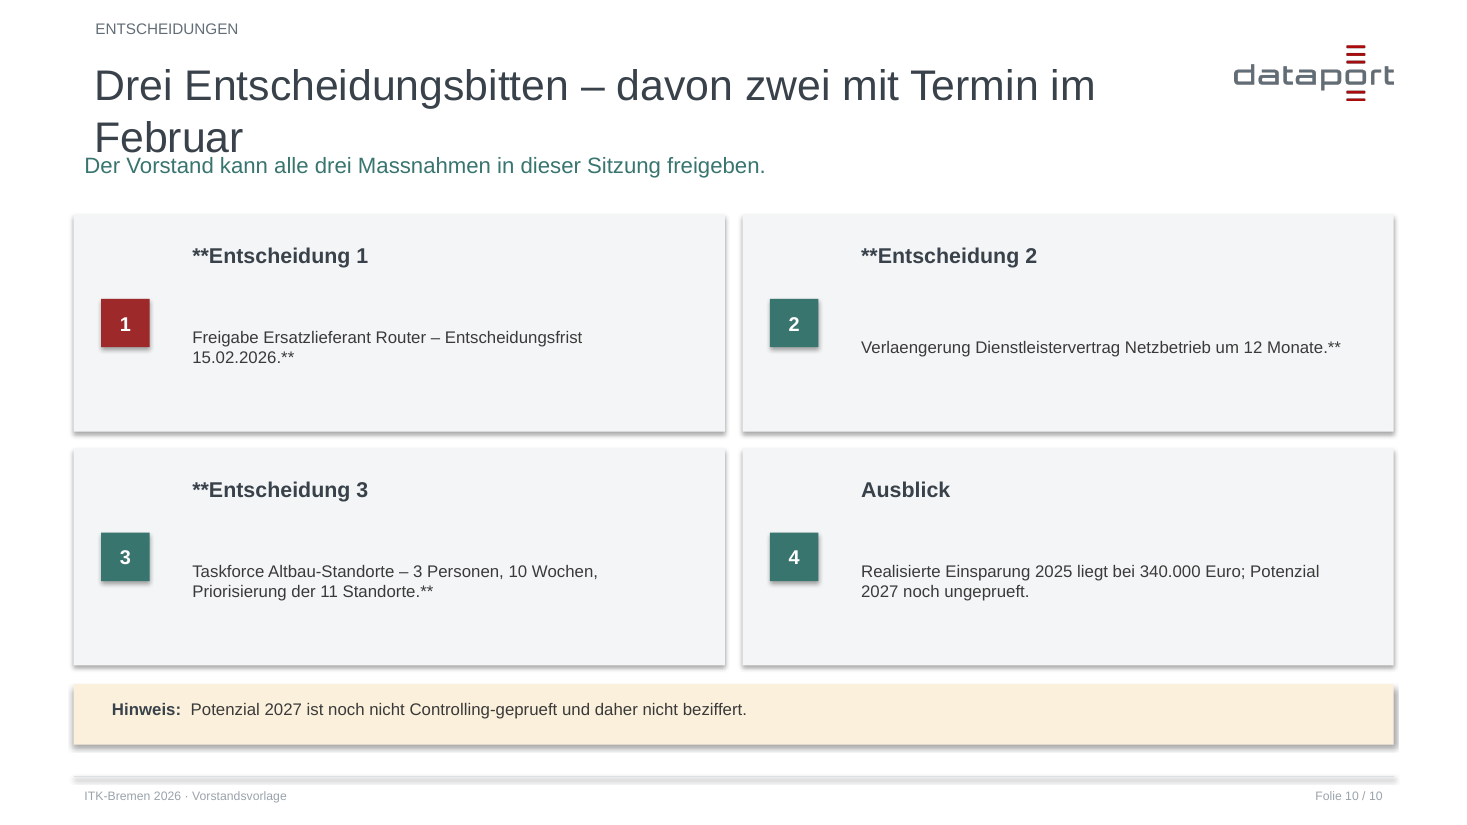 ENTSCHEIDUNGEN
Drei Entscheidungsbitten – davon zwei mit Termin im
Februar
dataport
Der Vorstand kann alle drei Massnahmen in dieser Sitzung freigeben.
**Entscheidung 1
1
Freigabe Ersatzlieferant Router – Entscheidungsfrist
15.02.2026.**
**Entscheidung 2
2
Verlaengerung Dienstleistervertrag Netzbetrieb um 12 Monate.**
**Entscheidung 3
3
Taskforce Altbau-Standorte – 3 Personen, 10 Wochen,
Priorisierung der 11 Standorte.**
Ausblick
4
Realisierte Einsparung 2025 liegt bei 340.000 Euro; Potenzial
2027 noch ungeprueft.
Hinweis: Potenzial 2027 ist noch nicht Controlling-geprueft und daher nicht beziffert.
ITK-Bremen 2026 · Vorstandsvorlage
Folie 10 / 10